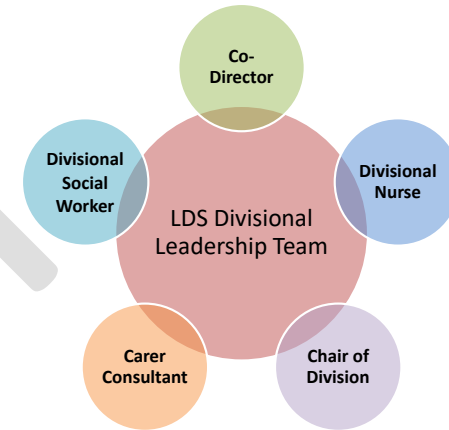 Co-
Director
Divisional
Social
Worker
Divisional
Nurse
LDS Divisional
Leadership Team
Carer
Consultant
Chair of
Division